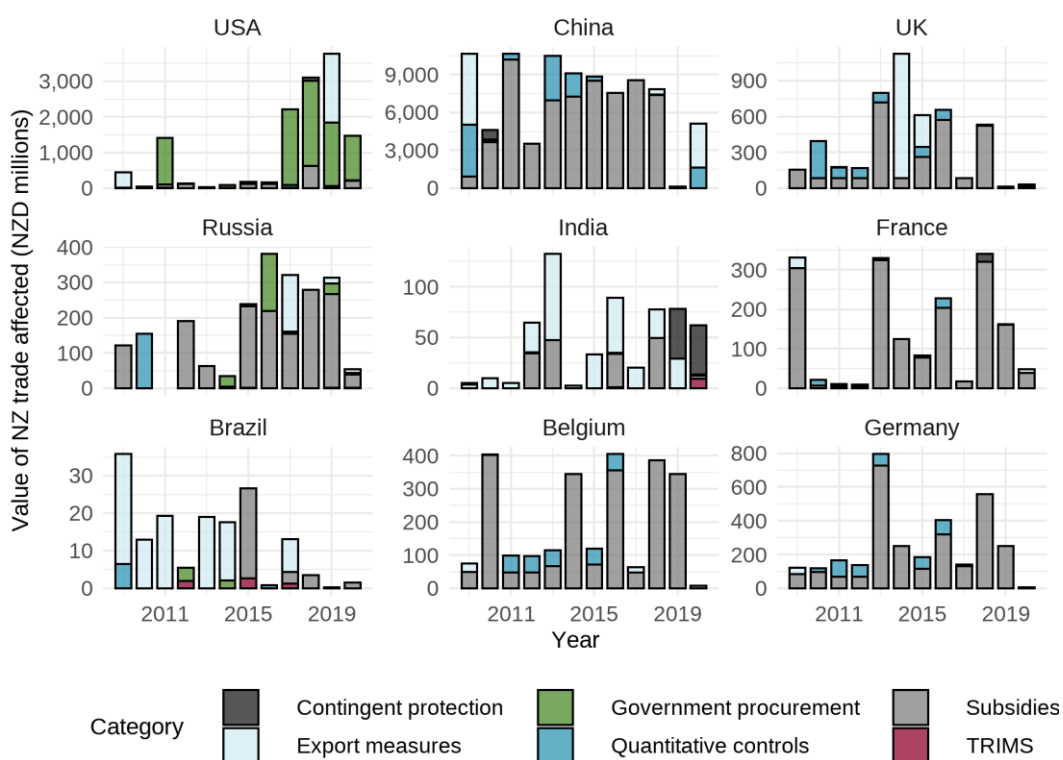 USA
China
UK
3,000
2,000
1,000
0
9,000
6,000
3,000
0
900
600
300
0
Russia
India
France
400
300
200
100
0
100
50
0
300
200
100
0
Brazil
Belgium
Germany
30
20
10
0
400
300
200
100
0
800
600
400
200
0
2011
2015
2019
2011
2015
2019
2011
2015
2019
Value of NZ trade affected (NZD millions)
Year
Category
Contingent protection
Government procurement
Subsidies
Export measures
Quantitative controls
TRIMS